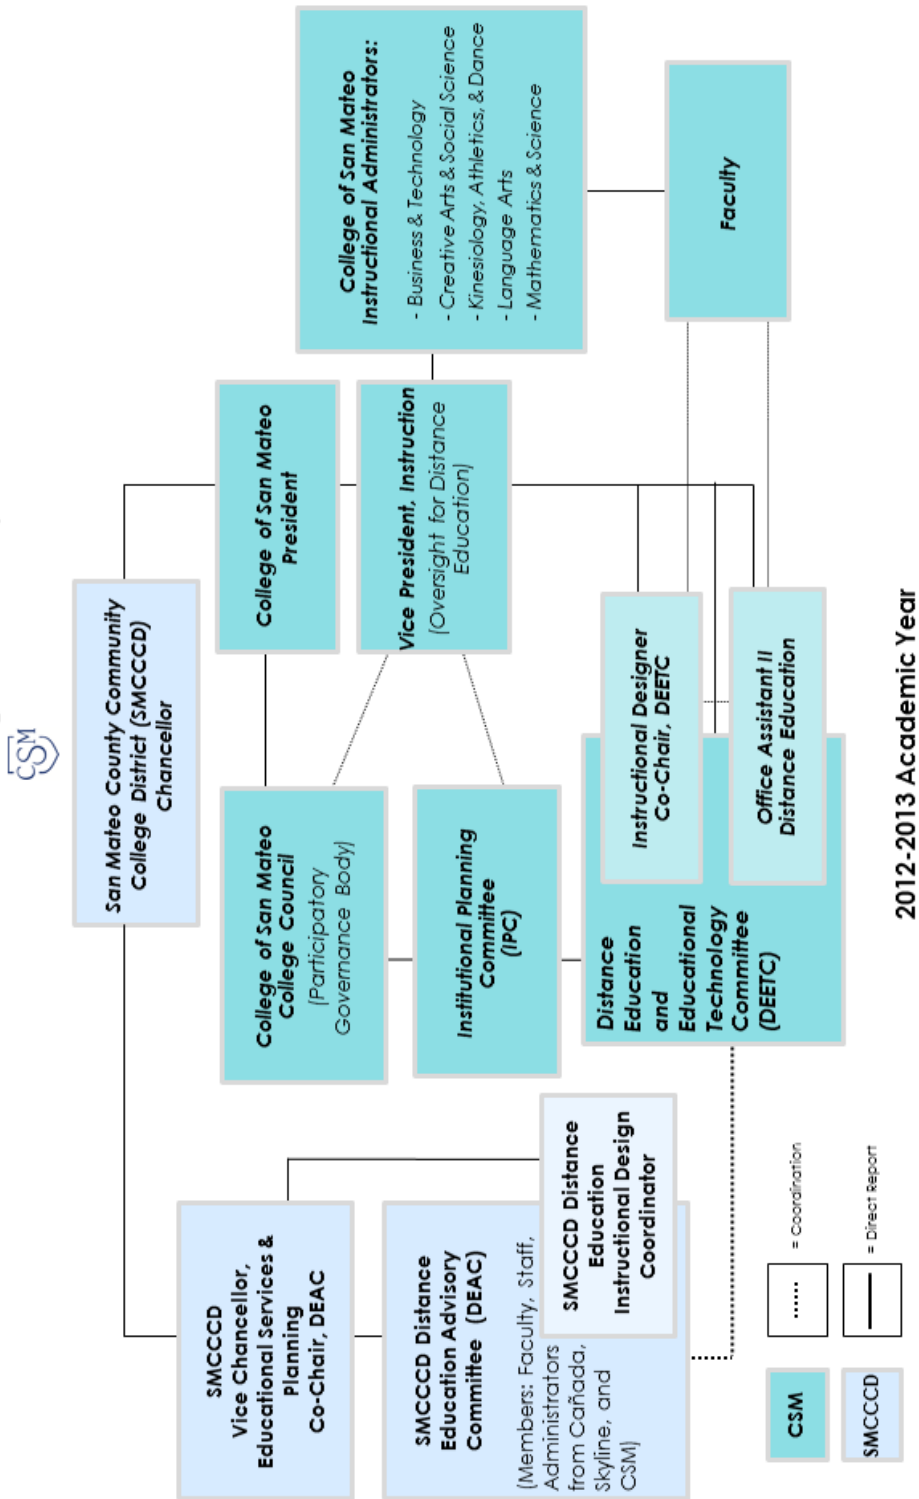 CSM
San Mateo County Community
College District (SMCCCD)
Chancellor
SMCCCD
Vice Chancellor,
Educational Services &
Planning
Co-Chair, DEAC
College of San Mateo
College Council
(Participatory
Governance Body)
College of San Mateo
President
College of San Mateo
Instructional Administrators:
- Business & Technology
- Creative Arts & Social Science
- Kinesiology, Athletics, & Dance
- Language Arts
- Mathematics & Science
SMCCCD Distance
Education Advisory
Committee (DEAC)
(Members: Faculty, Staff,
Administrators
from Cañada,
Skyline, and
CSM)
SMCCCD Distance
Education
Instructional Design
Coordinator
Institutional Planning
Committee
(IPC)
Vice President, Instruction
(Oversight for Distance
Education)
Distance
Education
and
Educational
Technology
Committee
(DEETC)
Instructional Designer
Co-Chair, DEETC
Office Assistant II
Distance Education
Faculty
CSM
= Coordination
SMCCCD
= Direct Report
2012-2013 Academic Year